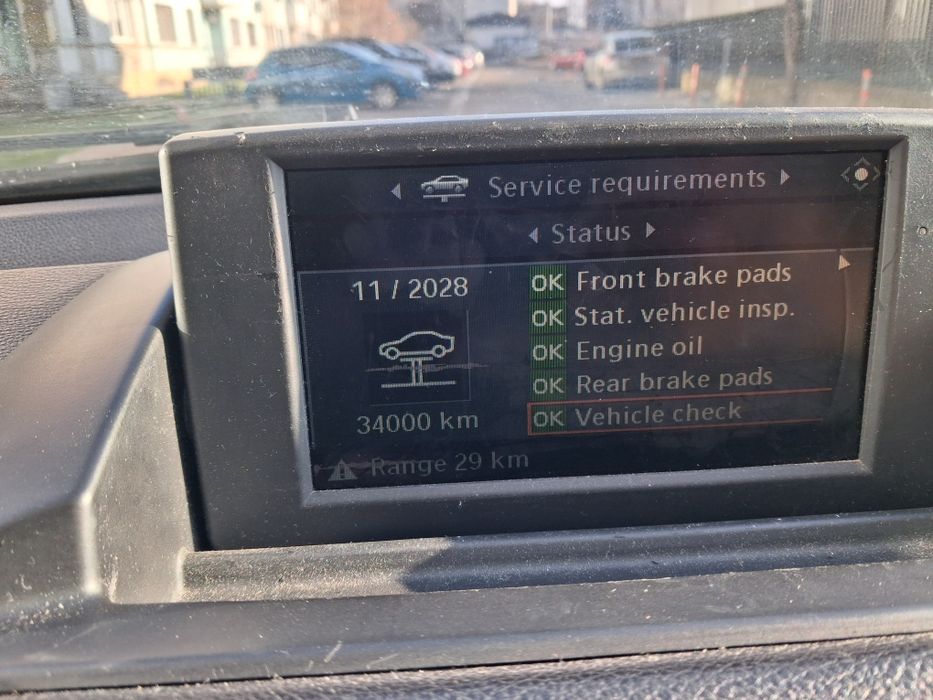 Service requirements
Status
11 / 2028
34000 km
OK Front brake pads
OK Stat. vehicle insp.
OK Engine oil
OK Rear brake pads
OK Vehicle check
Range 29 km